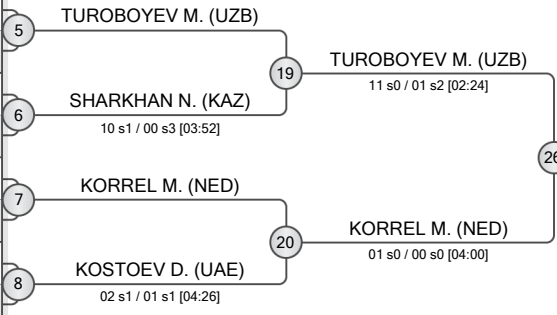 TUROBOYEV M. (UZB)
5
19
TUROBOYEV M. (UZB)
11 s0 / 01 s2 [02:24]
SHARKHAN N. (KAZ)
6
10 s1 / 00 s3 [03:52]
26
KORREL M. (NED)
7
20
KORREL M. (NED)
01 s0 / 00 s0 [04:00]
KOSTOEV D. (UAE)
8
02 s1 / 01 s1 [04:26]